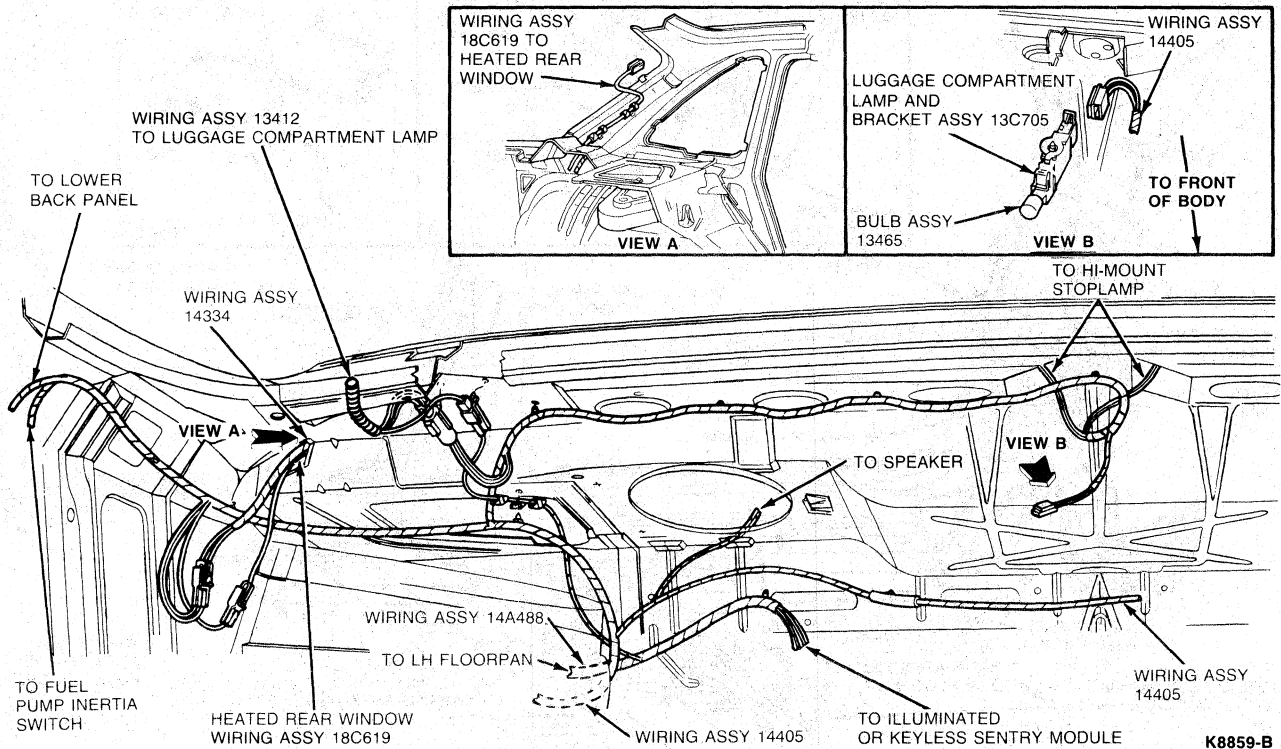 WIRING ASSY
18C619 TO
HEATED REAR
WINDOW
VIEW A
WIRING ASSY
14405
LUGGAGE COMPARTMENT
LAMP AND
BRACKET ASSY 13C705
TO FRONT
OF BODY
BULB ASSY
13465
VIEW B
WIRING ASSY 13412
TO LUGGAGE COMPARTMENT LAMP
TO LOWER
BACK PANEL
WIRING ASSY
14334
TO HI-MOUNT
STOPLAMP
VIEW A
VIEW B
TO SPEAKER
WIRING ASSY 14A488
TO LH FLOORPAN
WIRING ASSY
14405
TO FUEL
PUMP INERTIA
SWITCH
HEATED REAR WINDOW
WIRING ASSY 18C619
WIRING ASSY 14405
TO ILLUMINATED
OR KEYLESS SENTRY MODULE
K8859-B